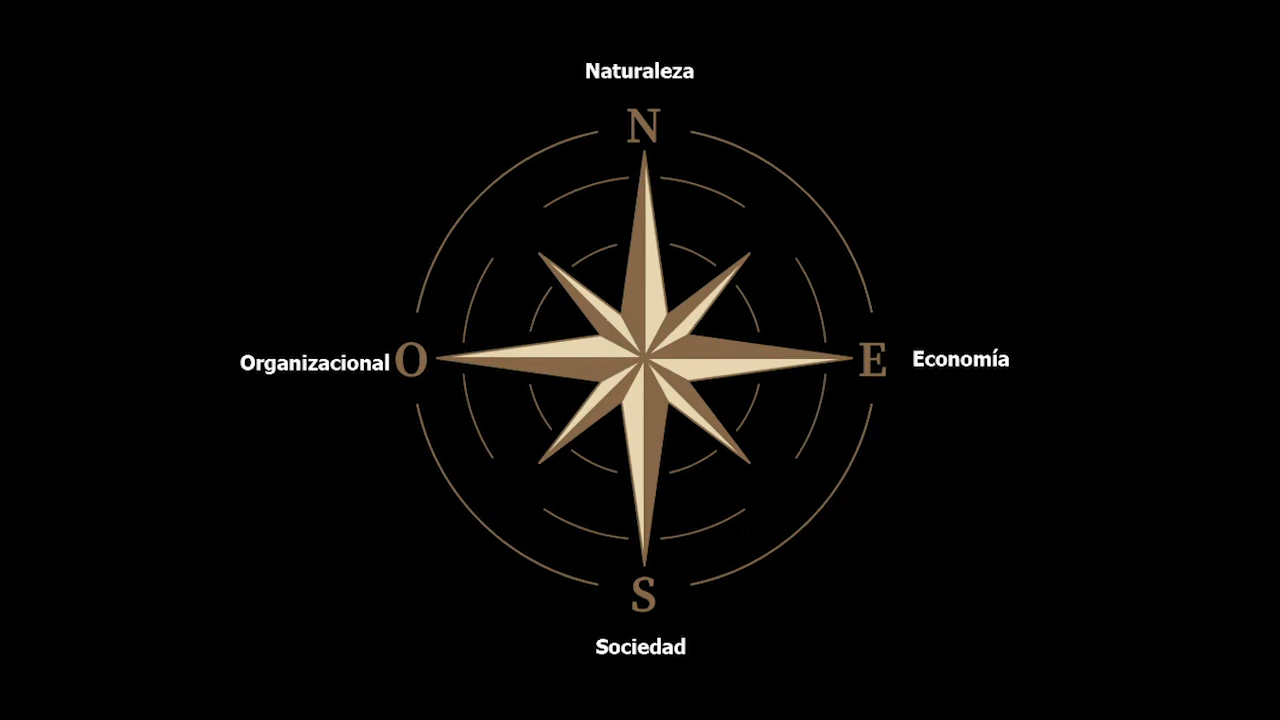 Naturaleza
N
Organizacional O E Economía
S
Sociedad